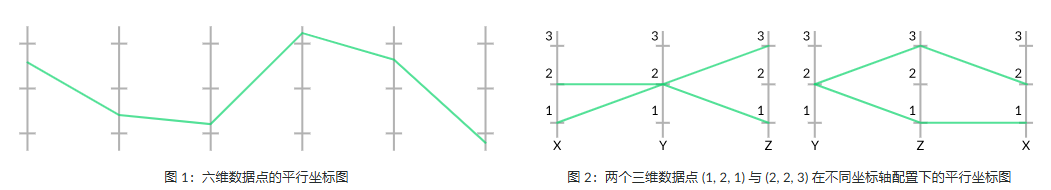 3 3 3 3 3 3
2 2 2 2 2 2
1 1 1 1 1 1
X Y Z Y Z X
图 1：六维数据点的平行坐标图
图 2：两个三维数据点 (1, 2, 1) 与 (2, 2, 3) 在不同坐标轴配置下的平行坐标图